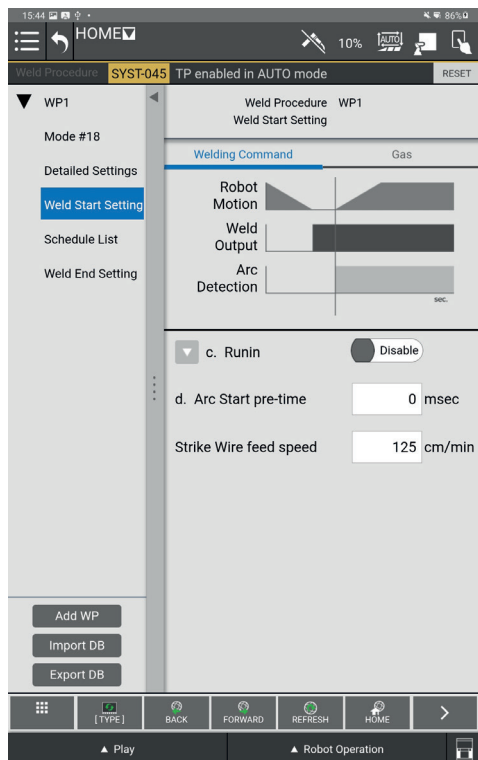 15:44 86%
HOME
10% AUTO
Weld Procedure SYST-045 TP enabled in AUTO mode RESET
WP1
Mode #18
Detailed Settings
Weld Start Setting
Schedule List
Weld End Setting
Add WP
Import DB
Export DB
Weld Procedure WP1
Weld Start Setting
Welding Command Gas
Robot
Motion
Weld
Output
Arc
Detection
sec.
c. Runin Disable
d. Arc Start pre-time 0 msec
Strike Wire feed speed 125 cm/min
[TYPE] BACK FORWARD REFRESH HOME
Play Robot Operation